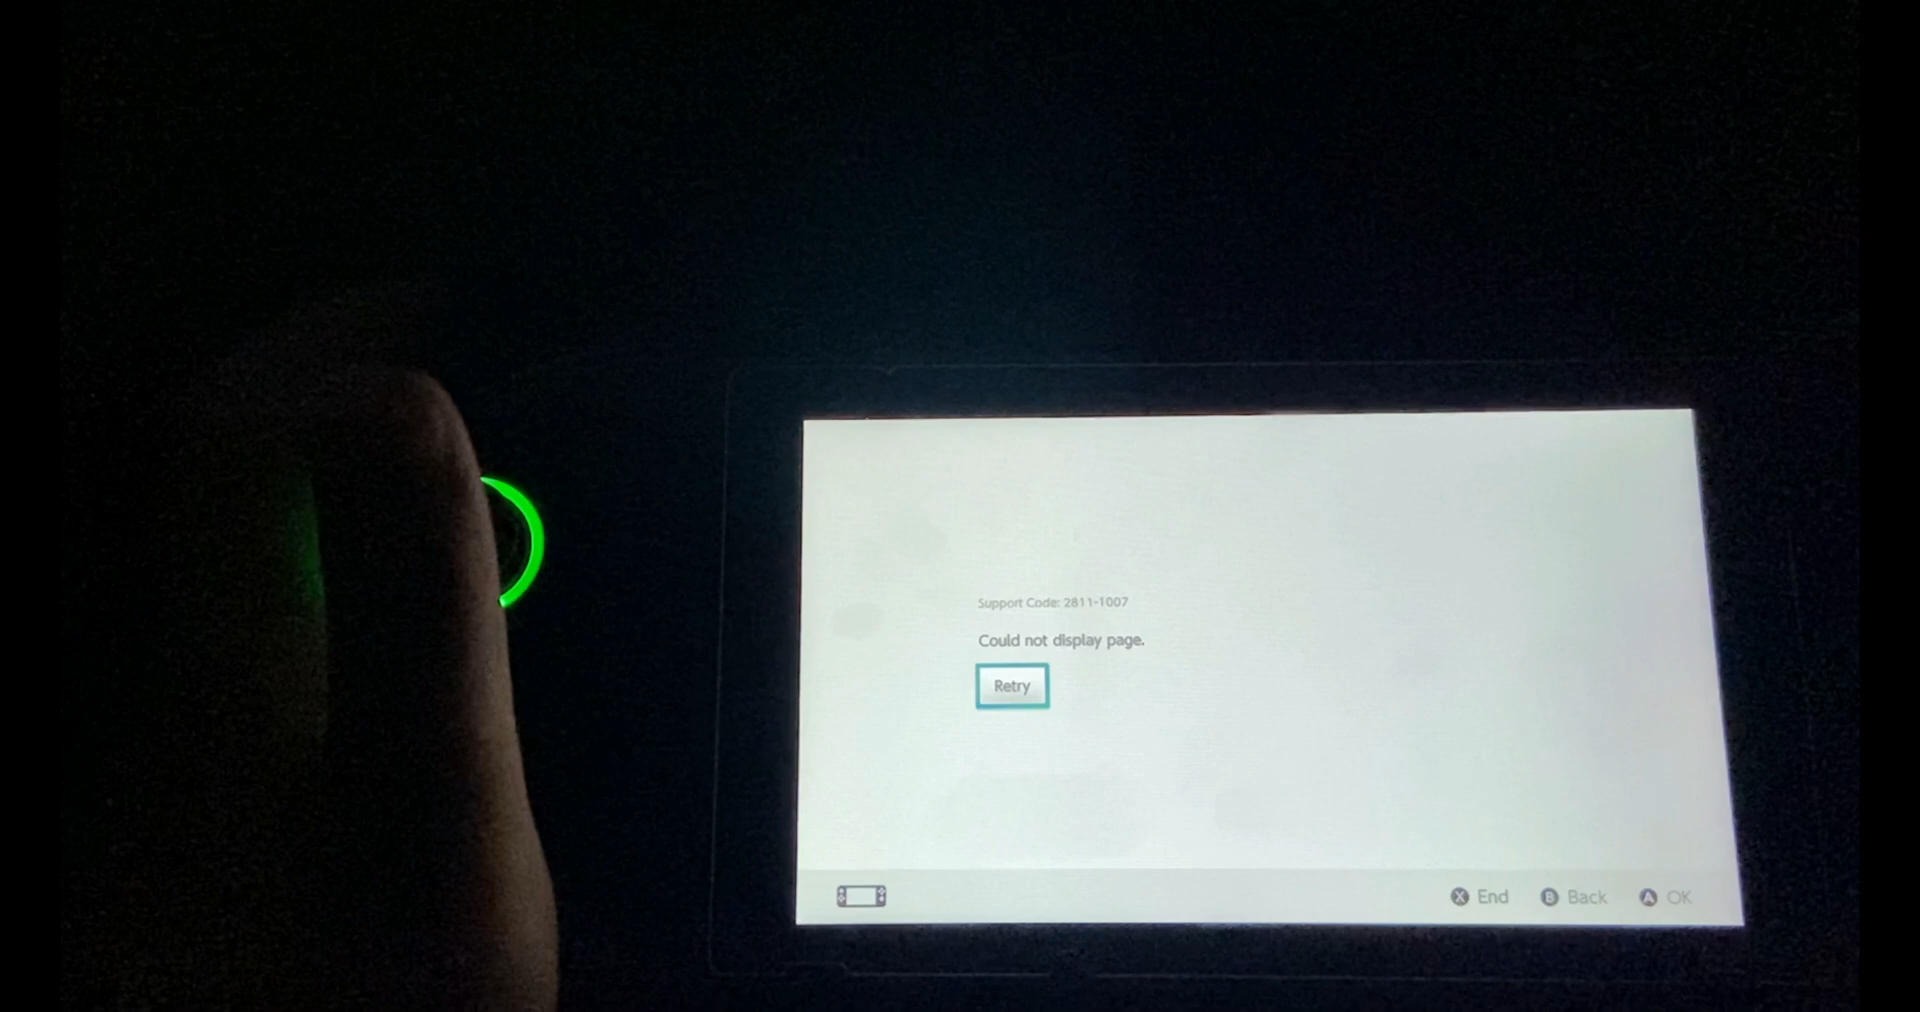 Support Code: 2811-1007
Could not display page.
Retry
X End B Back A OK